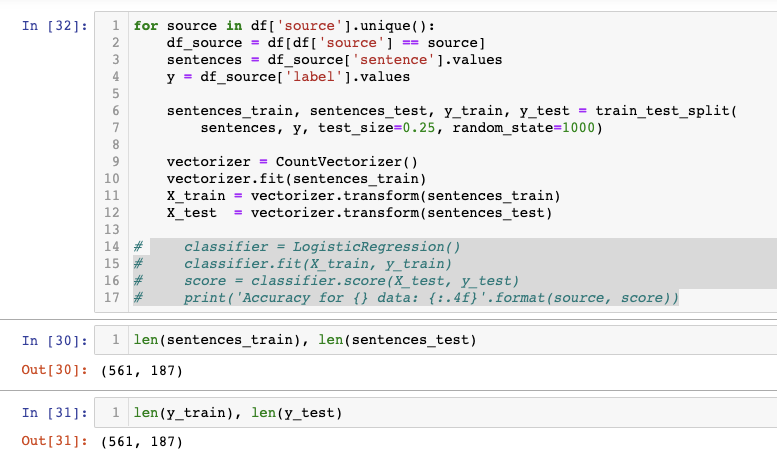 In [32]: 1 for source in df['source'].unique():
2     df_source = df[df['source'] == source]
3     sentences = df_source['sentence'].values
4     y = df_source['label'].values
5
6     sentences_train, sentences_test, y_train, y_test = train_test_split(
7         sentences, y, test_size=0.25, random_state=1000)
8
9     vectorizer = CountVectorizer()
10     vectorizer.fit(sentences_train)
11     X_train = vectorizer.transform(sentences_train)
12     X_test  = vectorizer.transform(sentences_test)
13
14 #     classifier = LogisticRegression()
15 #     classifier.fit(X_train, y_train)
16 #     score = classifier.score(X_test, y_test)
17 #     print('Accuracy for {} data: {:.4f}'.format(source, score))
In [30]: 1 len(sentences_train), len(sentences_test)
Out[30]: (561, 187)
In [31]: 1 len(y_train), len(y_test)
Out[31]: (561, 187)